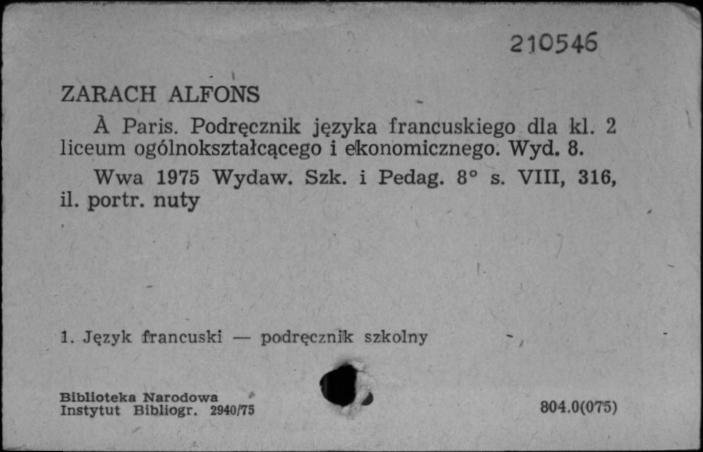 210546
ZARACH ALFONS
À Paris. Podręcznik języka francuskiego dla kl. 2
liceum ogólnokształcącego i ekonomicznego. Wyd. 8.
Wwa 1975 Wydaw. Szk. i Pedag. 8° s. VIII, 316,
il. portr. nuty
1. Język francuski — podręcznik szkolny
Biblioteka Narodowa
Instytut Bibliogr. 2940/75
804.0(075)